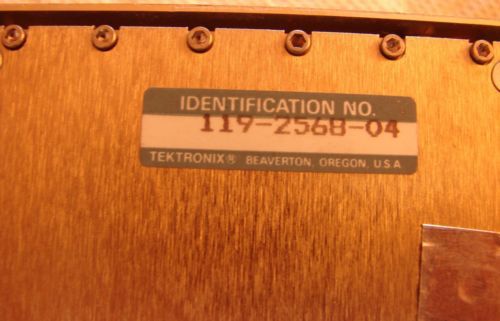 IDENTIFICATION NO.
119-2568-04
TEKTRONIX® BEAVERTON, OREGON, U.S.A